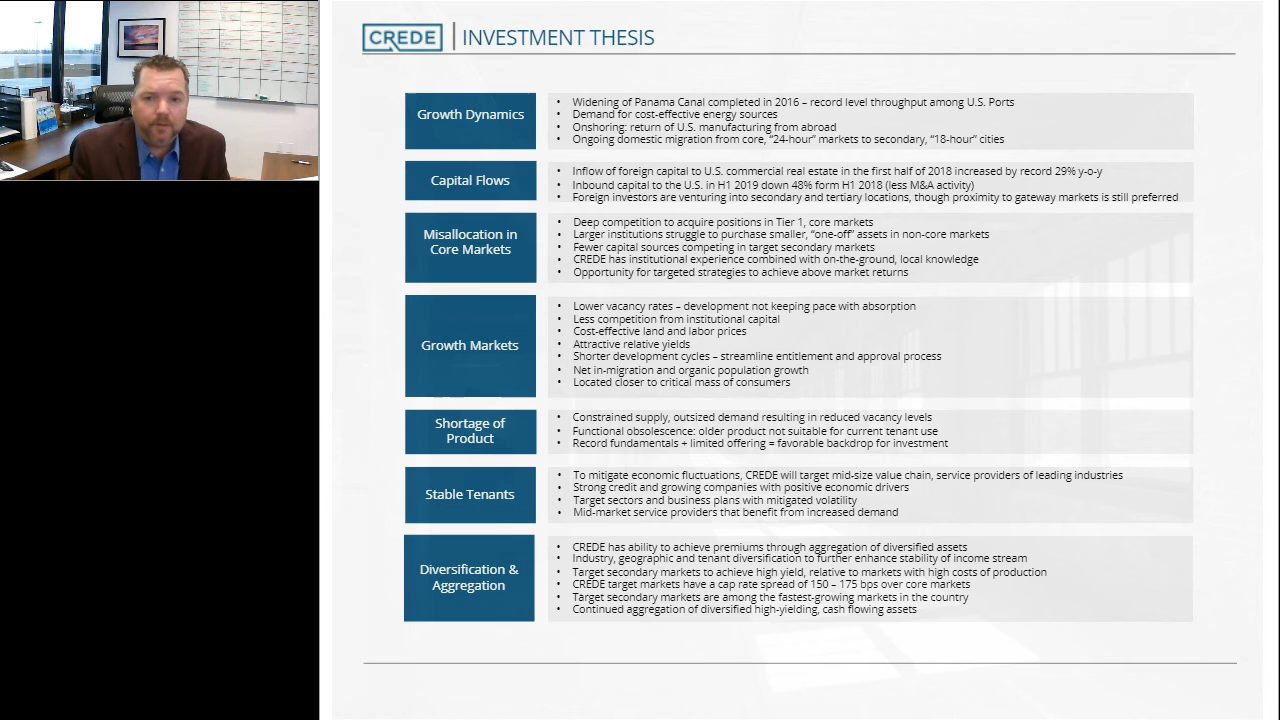 CREDE
INVESTMENT THESIS
Growth Dynamics
• Widening of Panama Canal completed in 2016 – record level throughput among U.S. Ports
• Demand for cost-effective energy sources
• Onshoring: return of U.S. manufacturing from abroad
• Ongoing domestic migration from core, “24-hour” markets to secondary, “18-hour” cities
Capital Flows
• Inflow of foreign capital to U.S. commercial real estate in the first half of 2018 increased by record 29% y-o-y
• Inbound capital to the U.S. in H1 2019 down 48% form H1 2018 (less M&A activity)
• Foreign investors are venturing into secondary and tertiary locations, though proximity to gateway markets is still preferred
Misallocation in
Core Markets
• Deep competition to acquire positions in Tier 1, core markets
• Larger institutions struggle to purchase smaller, “one-off” assets in non-core markets
• Fewer capital sources competing in target secondary markets
• CREDE has institutional experience combined with on-the-ground, local knowledge
• Opportunity for targeted strategies to achieve above market returns
Growth Markets
• Lower vacancy rates – development not keeping pace with absorption
• Less competition from institutional capital
• Cost-effective land and labor prices
• Attractive relative yields
• Shorter development cycles – streamline entitlement and approval process
• Net in-migration and organic population growth
• Located closer to critical mass of consumers
Shortage of
Product
• Constrained supply, outsized demand resulting in reduced vacancy levels
• Functional obsolescence: older product not suitable for current tenant use
• Record fundamentals + limited offering = favorable backdrop for investment
Stable Tenants
• To mitigate economic fluctuations, CREDE will target mid-size value chain, service providers of leading industries
• Strong credit and growing companies with positive economic drivers
• Target sectors and business plans with mitigated volatility
• Mid-market service providers that benefit from increased demand
Diversification &
Aggregation
• CREDE has ability to achieve premiums through aggregation of diversified assets
• Industry, geographic and tenant diversification to further enhance stability of income stream
• Target secondary markets to achieve high yield, relative to markets with high costs of production
• CREDE target markets have a cap rate spread of 150 – 175 bps over core markets
• Target secondary markets are among the fastest-growing markets in the country
• Continued aggregation of diversified high-yielding, cash flowing assets